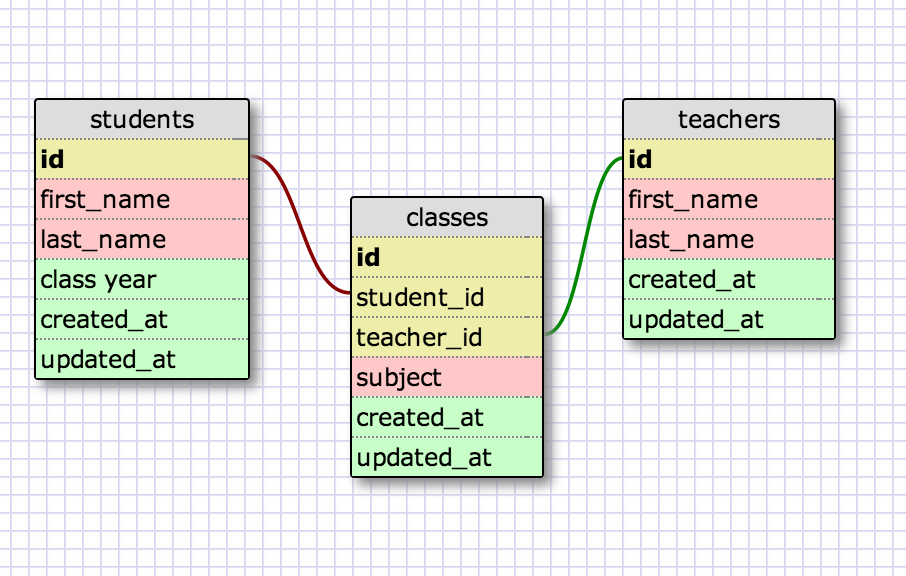 students
id
first_name
last_name
class year
created_at
updated_at
classes
id
student_id
teacher_id
subject
created_at
updated_at
teachers
id
first_name
last_name
created_at
updated_at